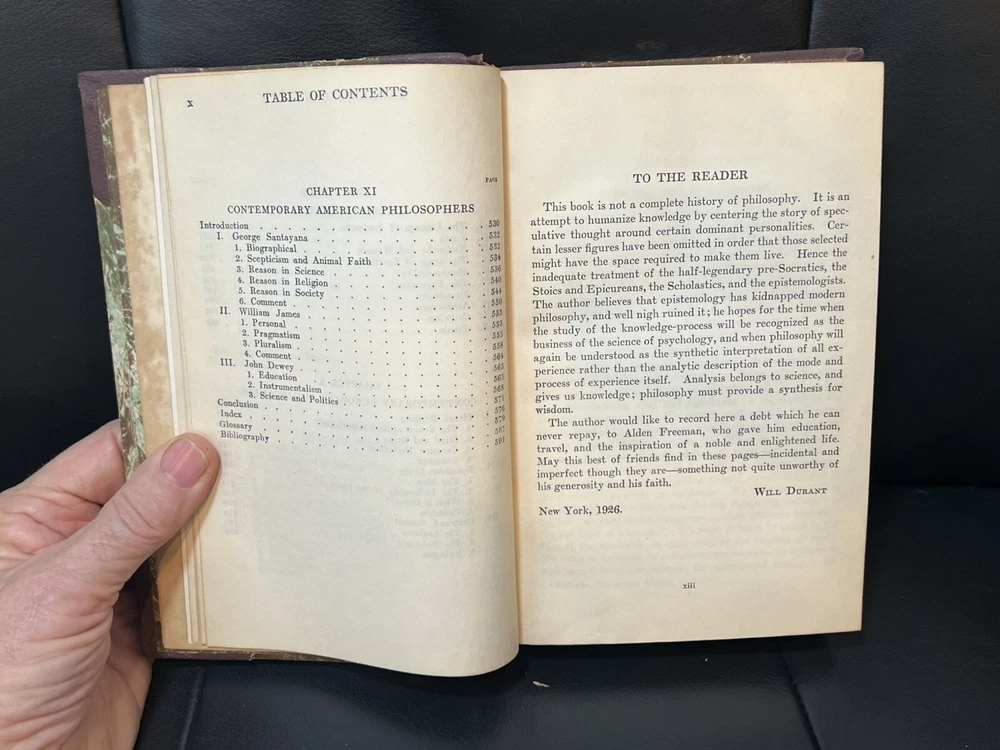 x TABLE OF CONTENTS
PAGE
CHAPTER XI
CONTEMPORARY AMERICAN PHILOSOPHERS
Introduction . . . . . . . . . . 530
I. George Santayana . . . . . . . . . 532
1. Biographical . . . . . . . . . 532
2. Scepticism and Animal Faith . . . . . . 534
3. Reason in Science . . . . . . . . 536
4. Reason in Religion . . . . . . . . 540
5. Reason in Society . . . . . . . . 544
6. Comment . . . . . . . . . . 550
II. William James . . . . . . . . . 553
1. Personal . . . . . . . . . . 553
2. Pragmatism . . . . . . . . . 555
3. Pluralism . . . . . . . . . . 558
4. Comment . . . . . . . . . . 564
III. John Dewey . . . . . . . . . . 565
1. Education . . . . . . . . . . 565
2. Instrumentalism . . . . . . . . 568
3. Science and Politics . . . . . . . 571
Conclusion . . . . . . . . . . 576
Index . . . . . . . . . . . 579
Glossary . . . . . . . . . . . 587
Bibliography . . . . . . . . . . 591
TO THE READER
This book is not a complete history of philosophy. It is an
attempt to humanize knowledge by centering the story of spec-
ulative thought around certain dominant personalities. Cer-
tain lesser figures have been omitted in order that those selected
might have the space required to make them live. Hence the
inadequate treatment of the half-legendary pre-Socratics, the
Stoics and Epicureans, the Scholastics, and the epistemologists.
The author believes that epistemology has kidnapped modern
philosophy, and well nigh ruined it; he hopes for the time when
the study of the knowledge-process will be recognized as the
business of the science of psychology, and when philosophy will
again be understood as the synthetic interpretation of all ex-
perience rather than the analytic description of the mode and
process of experience itself. Analysis belongs to science, and
gives us knowledge; philosophy must provide a synthesis for
wisdom.
The author would like to record here a debt which he can
never repay, to Alden Freeman, who gave him education,
travel, and the inspiration of a noble and enlightened life.
May this best of friends find in these pages—incidental and
imperfect though they are—something not quite unworthy of
his generosity and his faith.
WILL DURANT
New York, 1926.
xiii